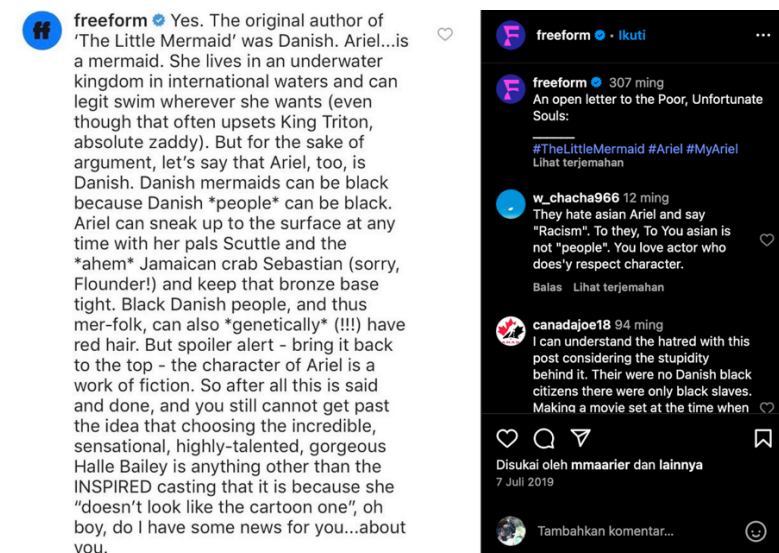 freeform Yes. The original author of
‘The Little Mermaid’ was Danish. Ariel...is
a mermaid. She lives in an underwater
kingdom in international waters and can
legit swim wherever she wants (even
though that often upsets King Triton,
absolute zaddy). But for the sake of
argument, let’s say that Ariel, too, is
Danish. Danish mermaids can be black
because Danish *people* can be black.
Ariel can sneak up to the surface at any
time with her pals Scuttle and the
*ahem* Jamaican crab Sebastian (sorry,
Flounder!) and keep that bronze base
tight. Black Danish people, and thus
mer-folk, can also *genetically* (!!!) have
red hair. But spoiler alert - bring it back
to the top - the character of Ariel is a
work of fiction. So after all this is said
and done, and you still cannot get past
the idea that choosing the incredible,
sensational, highly-talented, gorgeous
Halle Bailey is anything other than the
INSPIRED casting that it is because she
“doesn’t look like the cartoon one”, oh
boy, do I have some news for you...about
you.
freeform • Ikuti
freeform 307 ming
An open letter to the Poor, Unfortunate
Souls:
______
#TheLittleMermaid #Ariel #MyAriel
Lihat terjemahan
w_chacha966 12 ming
They hate asian Ariel and say
"Racism". To they, To You asian is
not "people". You love actor who
does'y respect character.
Balas Lihat terjemahan
canadajoe18 94 ming
I can understand the hatred with this
post considering the stupidity
behind it. Their were no Danish black
citizens there were only black slaves.
Making a movie set at the time when
Disukai oleh mmaarier dan lainnya
7 Juli 2019
Tambahkan komentar...